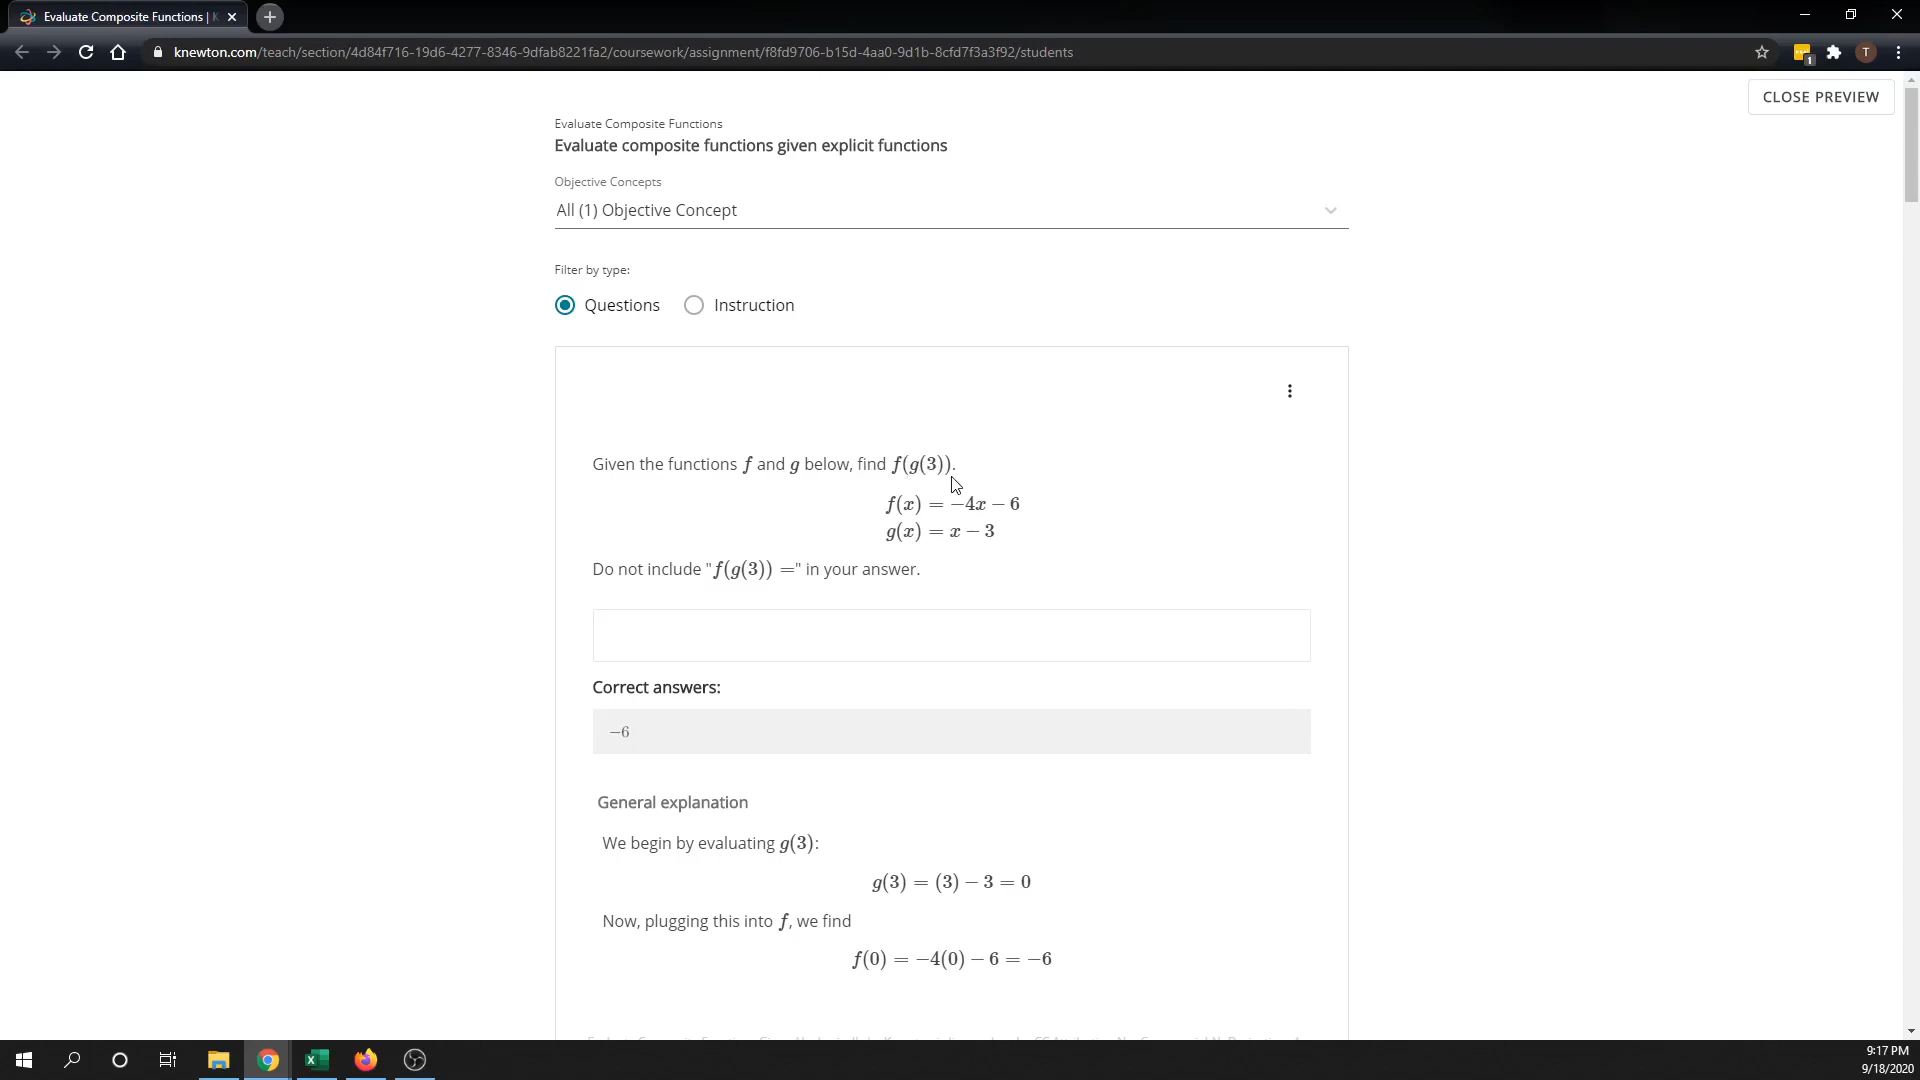 Evaluate Composite Functions | K
knewton.com/teach/section/4d84f716-19d6-4277-8346-9dfab8221fa2/coursework/assignment/f8fd9706-b15d-4aa0-9d1b-8cfd7f3a3f92/students
1
T
CLOSE PREVIEW
Evaluate Composite Functions
Evaluate composite functions given explicit functions
Objective Concepts
All (1) Objective Concept
Filter by type:
Questions Instruction
Given the functions f and g below, find f(g(3)).
f(x) = −4x − 6
g(x) = x − 3
Do not include "f(g(3)) =" in your answer.
Correct answers:
−6
General explanation
We begin by evaluating g(3):
g(3) = (3) − 3 = 0
Now, plugging this into f, we find
f(0) = −4(0) − 6 = −6
9:17 PM
9/18/2020